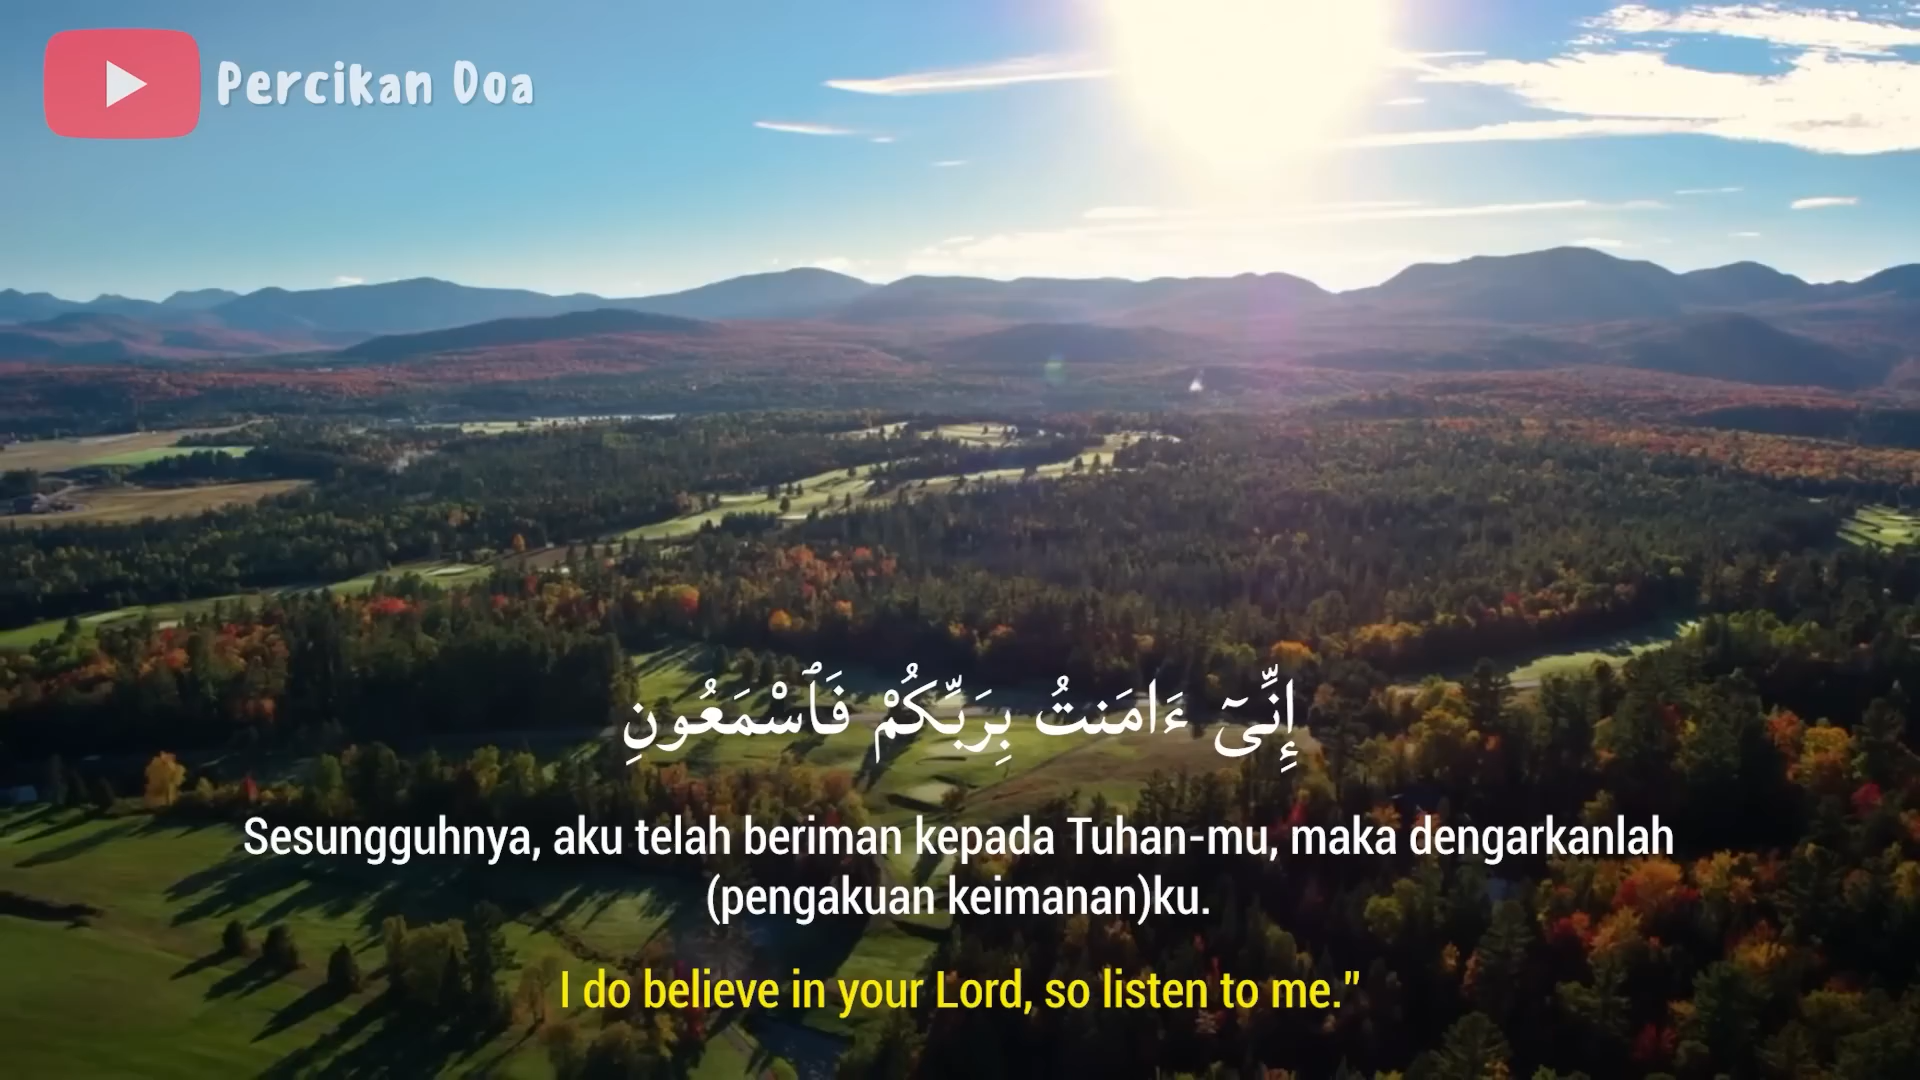 Percikan Doa
إِنِّىٓ ءَامَنتُ بِرَبِّكُمْ فَٱسْمَعُونِ
Sesungguhnya, aku telah beriman kepada Tuhan-mu, maka dengarkanlah
(pengakuan keimanan)ku.
I do believe in your Lord, so listen to me.”